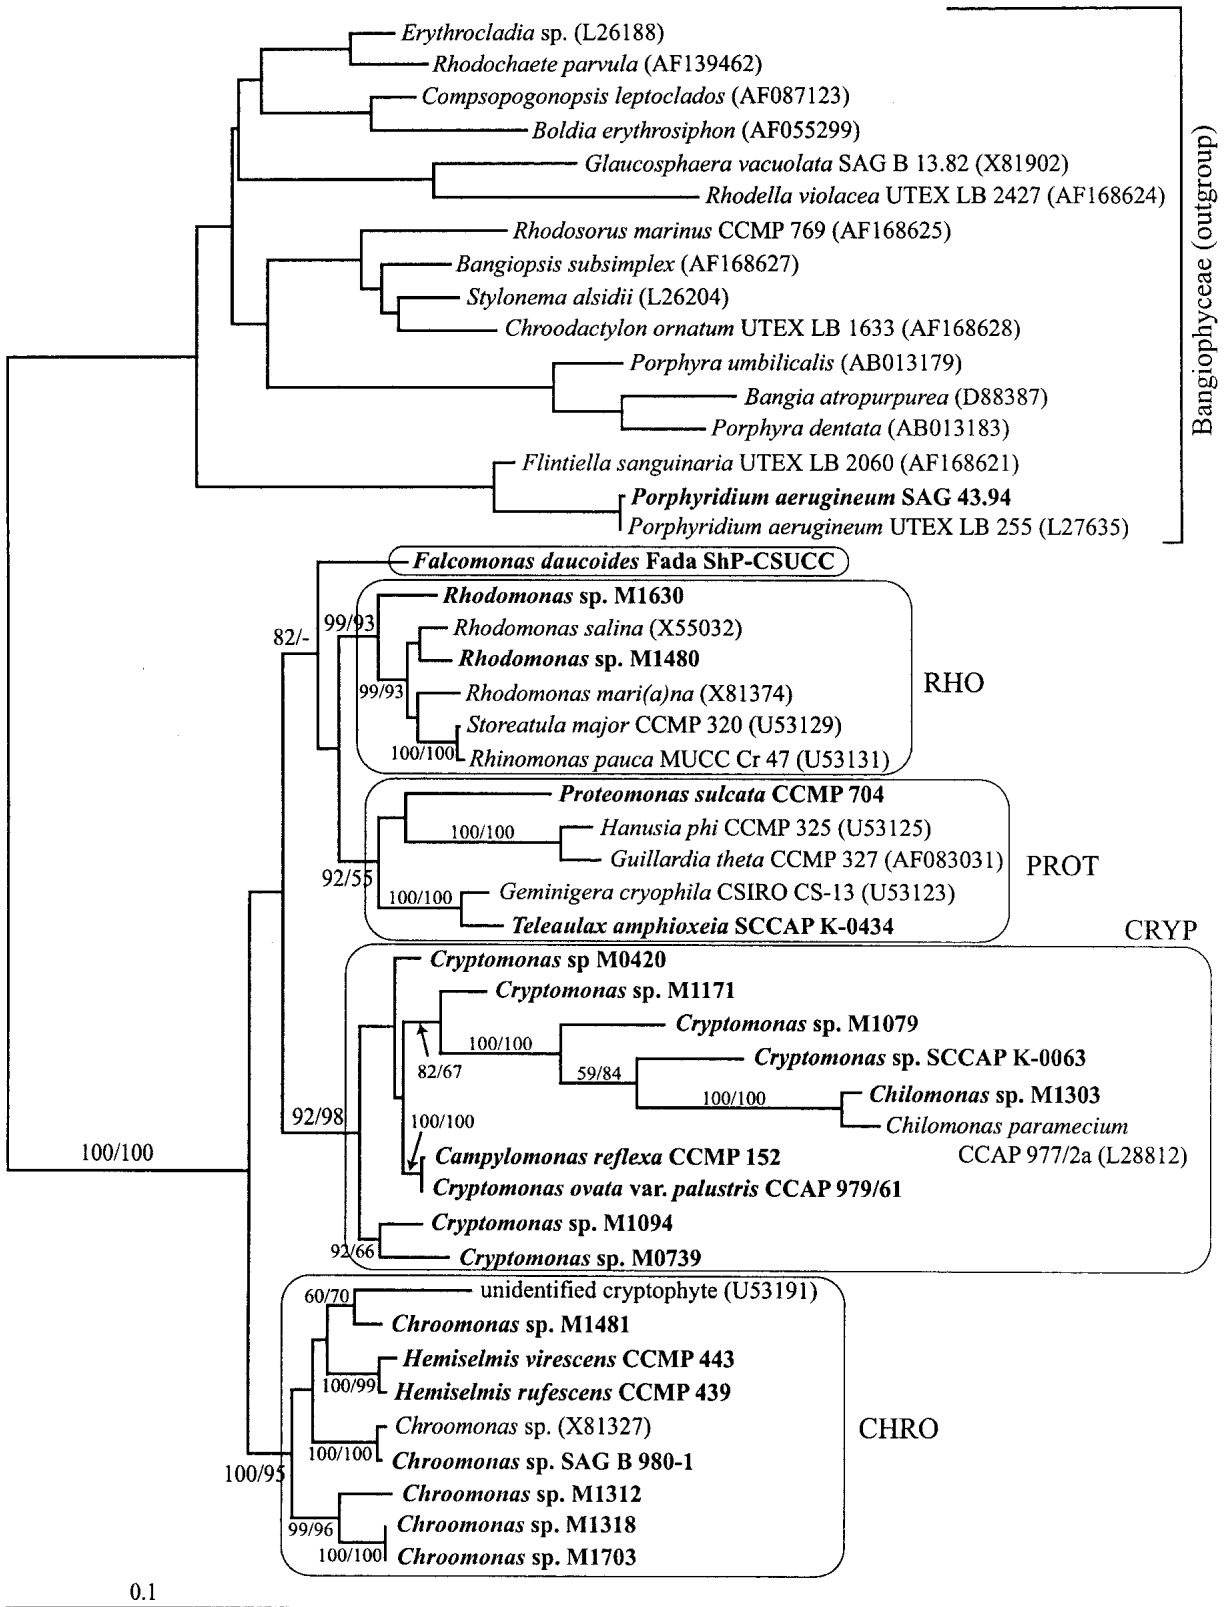 Erythrocladia sp. (L26188)
Rhodochaete parvula (AF139462)
Compsopogonopsis leptoclados (AF087123)
Boldia erythrosiphon (AF055299)
Glaucosphaera vacuolata SAG B 13.82 (X81902)
Rhodella violacea UTEX LB 2427 (AF168624)
Rhodosorus marinus CCMP 769 (AF168625)
Bangiopsis subsimplex (AF168627)
Stylonema alsidii (L26204)
Chroodactylon ornatum UTEX LB 1633 (AF168628)
Porphyra umbilicalis (AB013179)
Bangia atropurpurea (D88387)
Porphyra dentata (AB013183)
Flintiella sanguinaria UTEX LB 2060 (AF168621)
Porphyridium aerugineum SAG 43.94
Porphyridium aerugineum UTEX LB 255 (L27635)
Bangiophyceae (outgroup)
Falcomonas daucoides Fada ShP-CSUCC
82/-
99/93
Rhodomonas sp. M1630
Rhodomonas salina (X55032)
Rhodomonas sp. M1480
99/93
Rhodomonas mari(a)na (X81374)
Storeatula major CCMP 320 (U53129)
100/100
Rhinomonas pauca MUCC Cr 47 (U53131)
RHO
Proteomonas sulcata CCMP 704
100/100
Hanusia phi CCMP 325 (U53125)
Guillardia theta CCMP 327 (AF083031)
92/55
100/100
Geminigera cryophila CSIRO CS-13 (U53123)
Teleaulax amphioxeia SCCAP K-0434
PROT
CRYP
Cryptomonas sp M0420
Cryptomonas sp. M1171
Cryptomonas sp. M1079
100/100
82/67
Cryptomonas sp. SCCAP K-0063
59/84
Chilomonas sp. M1303
100/100
Chilomonas paramecium
CCAP 977/2a (L28812)
92/98
100/100
Campylomonas reflexa CCMP 152
Cryptomonas ovata var. palustris CCAP 979/61
Cryptomonas sp. M1094
92/66
Cryptomonas sp. M0739
100/100
60/70
unidentified cryptophyte (U53191)
Chroomonas sp. M1481
Hemiselmis virescens CCMP 443
100/99
Hemiselmis rufescens CCMP 439
Chroomonas sp. (X81327)
100/100
Chroomonas sp. SAG B 980-1
CHRO
100/95
Chroomonas sp. M1312
99/96
Chroomonas sp. M1318
100/100
Chroomonas sp. M1703
0.1